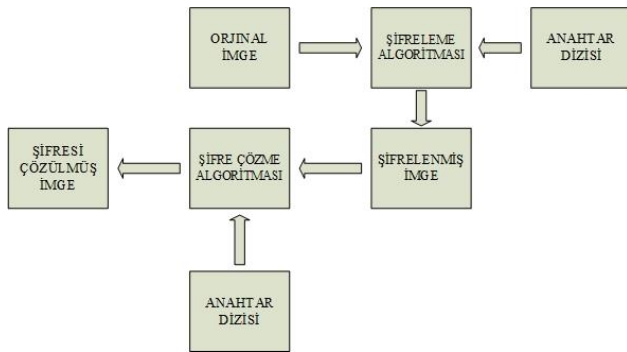 ORJINAL
İMGE
ŞİFRELEME
ALGORİTMASI
ANAHTAR
DİZİSİ
ŞİFRESİ
ÇÖZÜLMÜŞ
İMGE
ŞİFRE ÇÖZME
ALGORİTMASI
ŞİFRELENMİŞ
İMGE
ANAHTAR
DİZİSİ